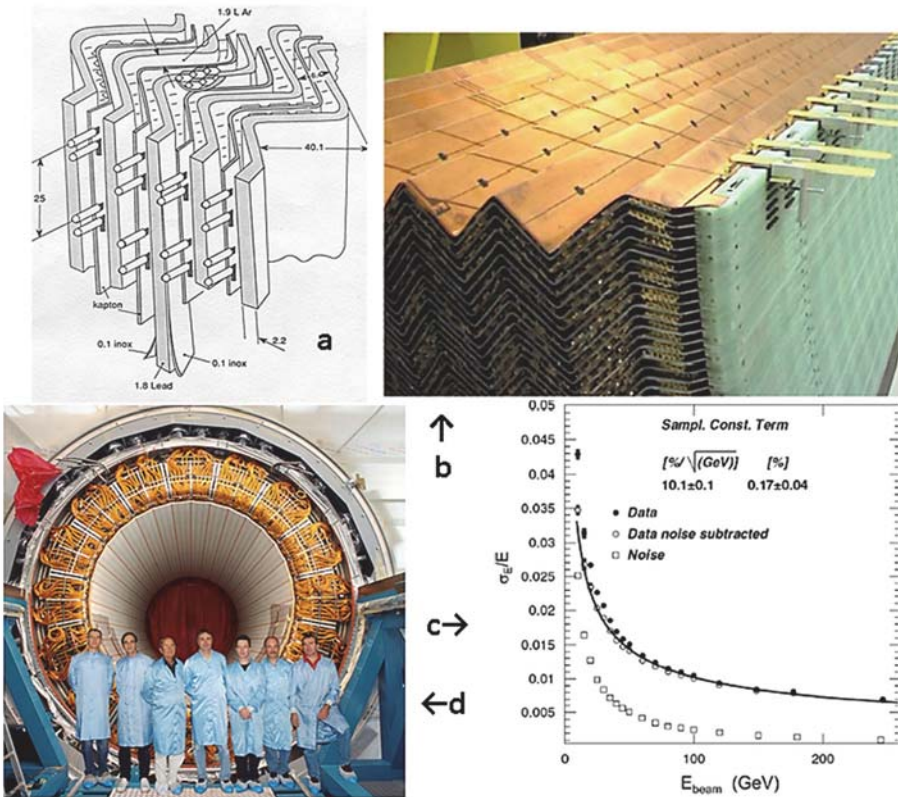 1.9 L Ar
40.1
25
kapton
0.1 inox
2.2
a
0.1 inox
1.8 Lead
↑
b
c→
←d
0.05
0.045
0.04
0.035
0.03
0.025
0.02
0.015
0.01
0.005
0
100
200
σE/E
Ebeam (GeV)
Sampl. Const. Term
[%/√(GeV)] [%]
10.1±0.1 0.17±0.04
Data
Data noise subtracted
Noise